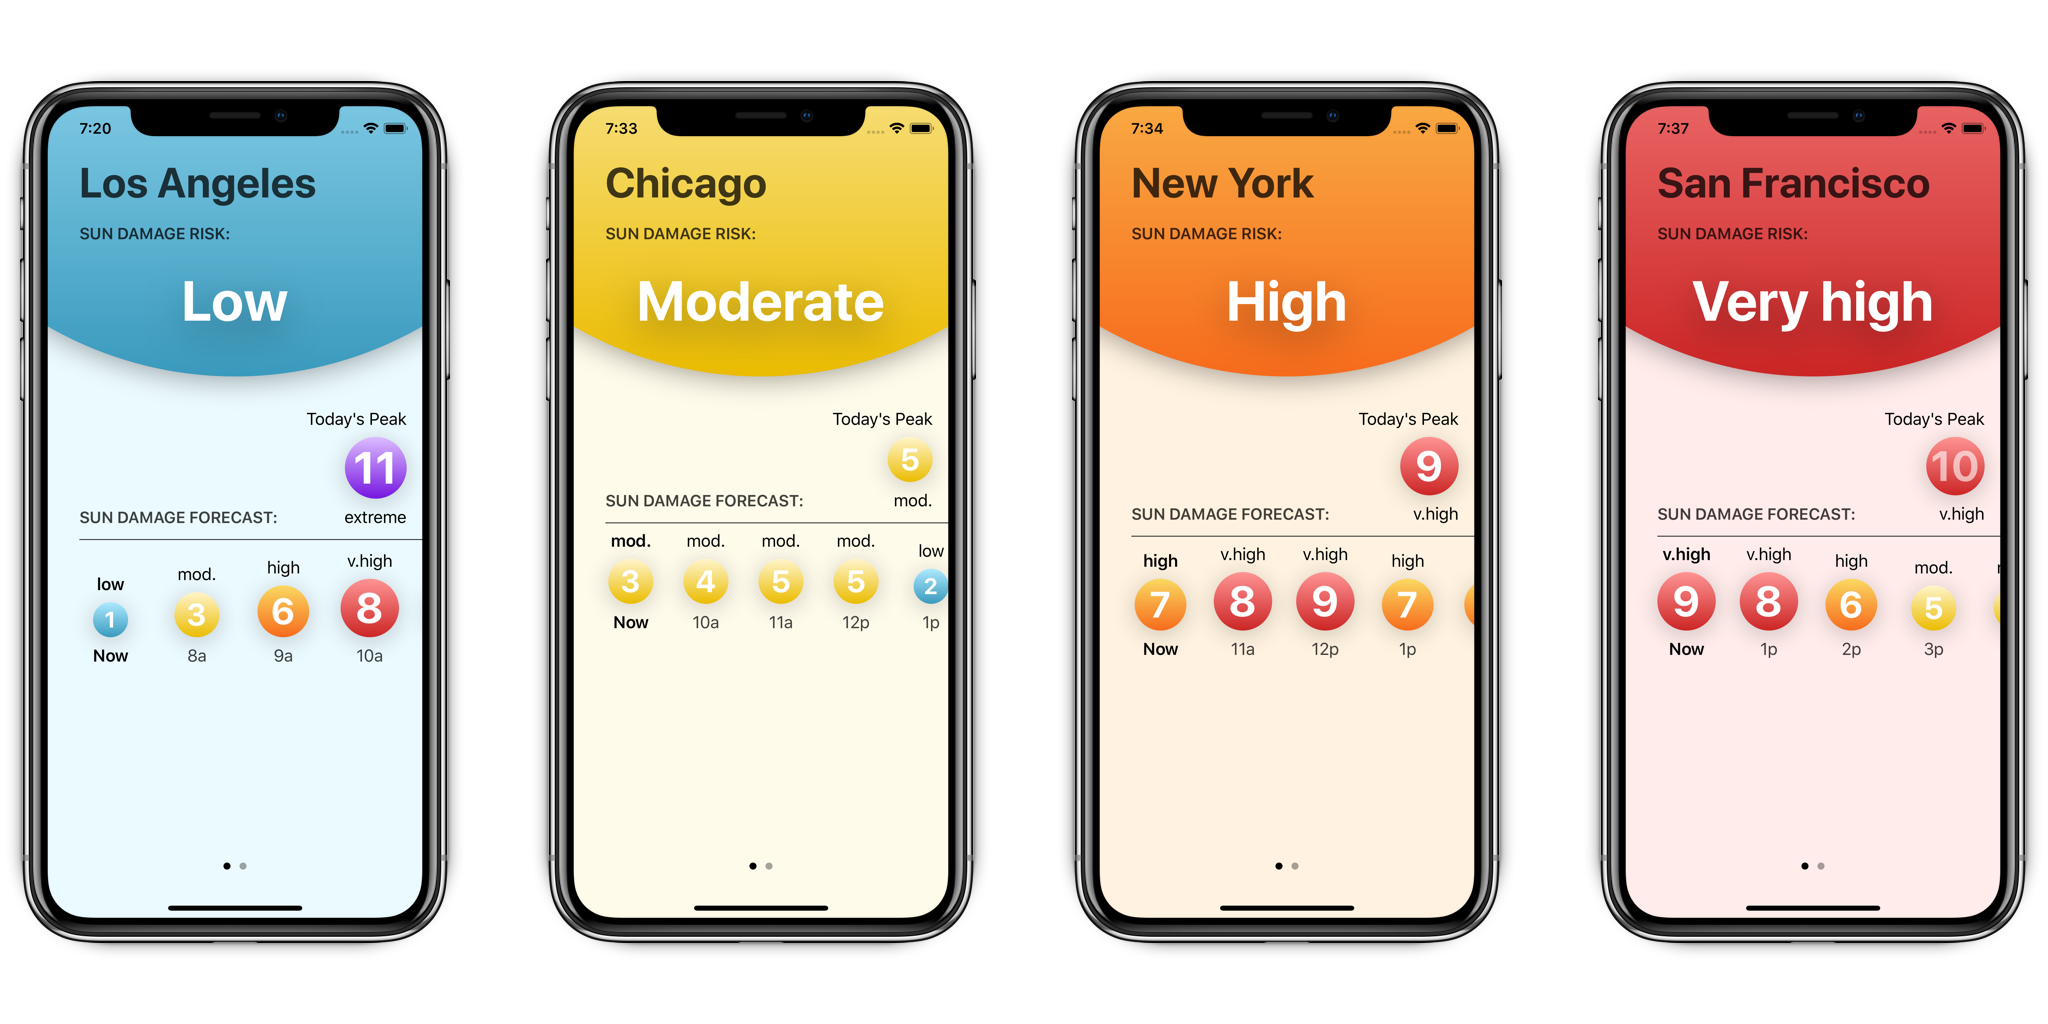 7:20
Los Angeles
SUN DAMAGE RISK:
Low
Today's Peak
11
SUN DAMAGE FORECAST:
extreme
low mod. high v.high
1 3 6 8
Now 8a 9a 10a
7:33
Chicago
SUN DAMAGE RISK:
Moderate
Today's Peak
5
SUN DAMAGE FORECAST:
mod.
mod. mod. mod. mod. low
3 4 5 5 2
Now 10a 11a 12p 1p
7:34
New York
SUN DAMAGE RISK:
High
Today's Peak
9
SUN DAMAGE FORECAST:
v.high
high v.high v.high high
7 8 9 7
Now 11a 12p 1p
7:37
San Francisco
SUN DAMAGE RISK:
Very high
Today's Peak
10
SUN DAMAGE FORECAST:
v.high
v.high v.high high mod.
9 8 6 5
Now 1p 2p 3p